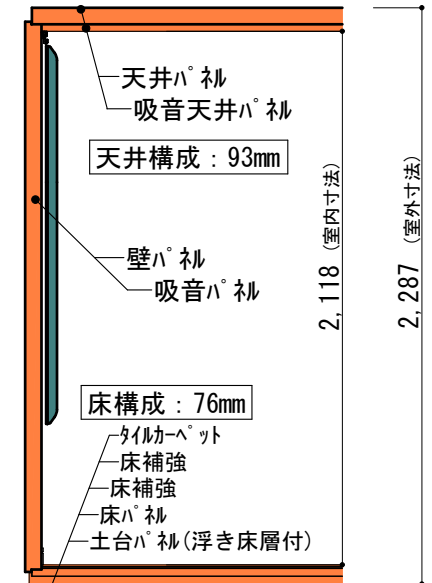 天井パネル
吸音天井パネル
天井構成：93mm
壁パネル
吸音パネル
2,118 (室内寸法)
2,287 (室外寸法)
床構成：76mm
ﾀｲﾙｶｰﾍﾟｯﾄ
床補強
床補強
床パネル
土台パネル(浮き床層付)